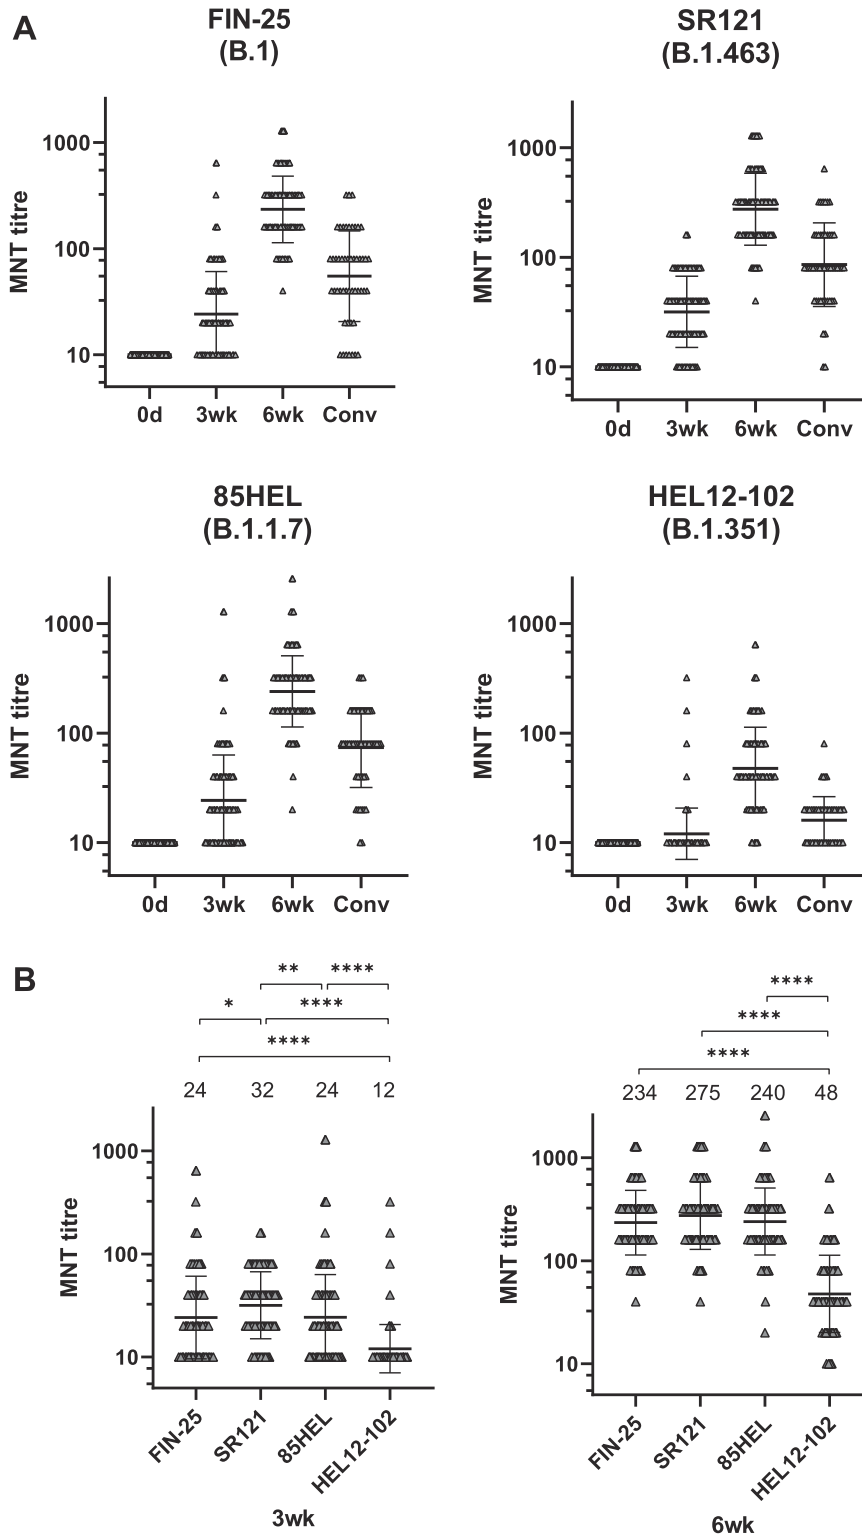 A
FIN-25
(B.1)
SR121
(B.1.463)
MNT titre
1000
100
10
0d 3wk 6wk Conv
MNT titre
1000
100
10
0d 3wk 6wk Conv
85HEL
(B.1.1.7)
HEL12-102
(B.1.351)
MNT titre
1000
100
10
0d 3wk 6wk Conv
MNT titre
1000
100
10
0d 3wk 6wk Conv
B
** ****
* ****
****
24 32 24 12
MNT titre
1000
100
10
FIN-25 SR121 85HEL HEL12-102
3wk
****
****
****
234 275 240 48
MNT titre
1000
100
10
FIN-25 SR121 85HEL HEL12-102
6wk